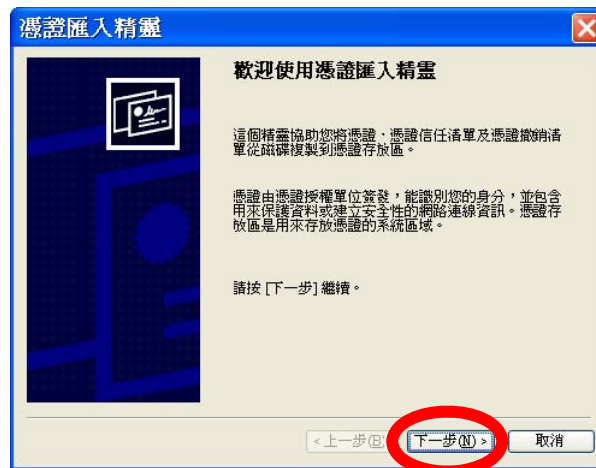 憑證匯入精靈
歡迎使用憑證匯入精靈
這個精靈協助您將憑證、憑證信任清單及憑證撤銷清
單從磁碟複製到憑證存放區。
憑證由憑證授權單位簽發，能識別您的身分，並包含
用來保護資料或建立安全性的網路連線資訊。憑證存
放區是用來存放憑證的系統區域。
請按 [下一步] 繼續。
<上一步(B) 下一步(N) > 取消